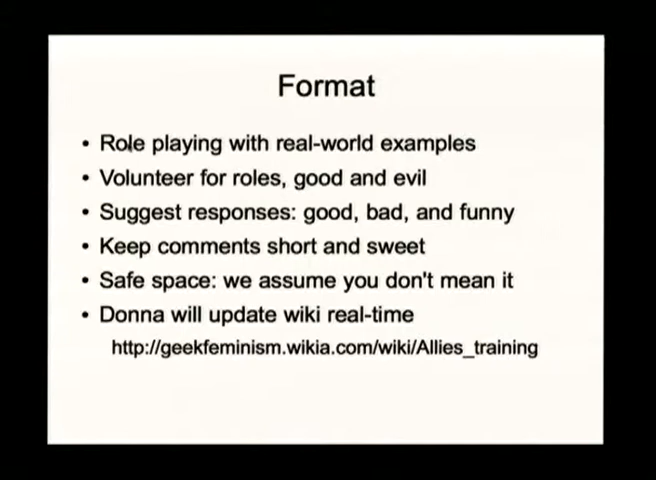 Format
• Role playing with real-world examples
• Volunteer for roles, good and evil
• Suggest responses: good, bad, and funny
• Keep comments short and sweet
• Safe space: we assume you don't mean it
• Donna will update wiki real-time
http://geekfeminism.wikia.com/wiki/Allies_training